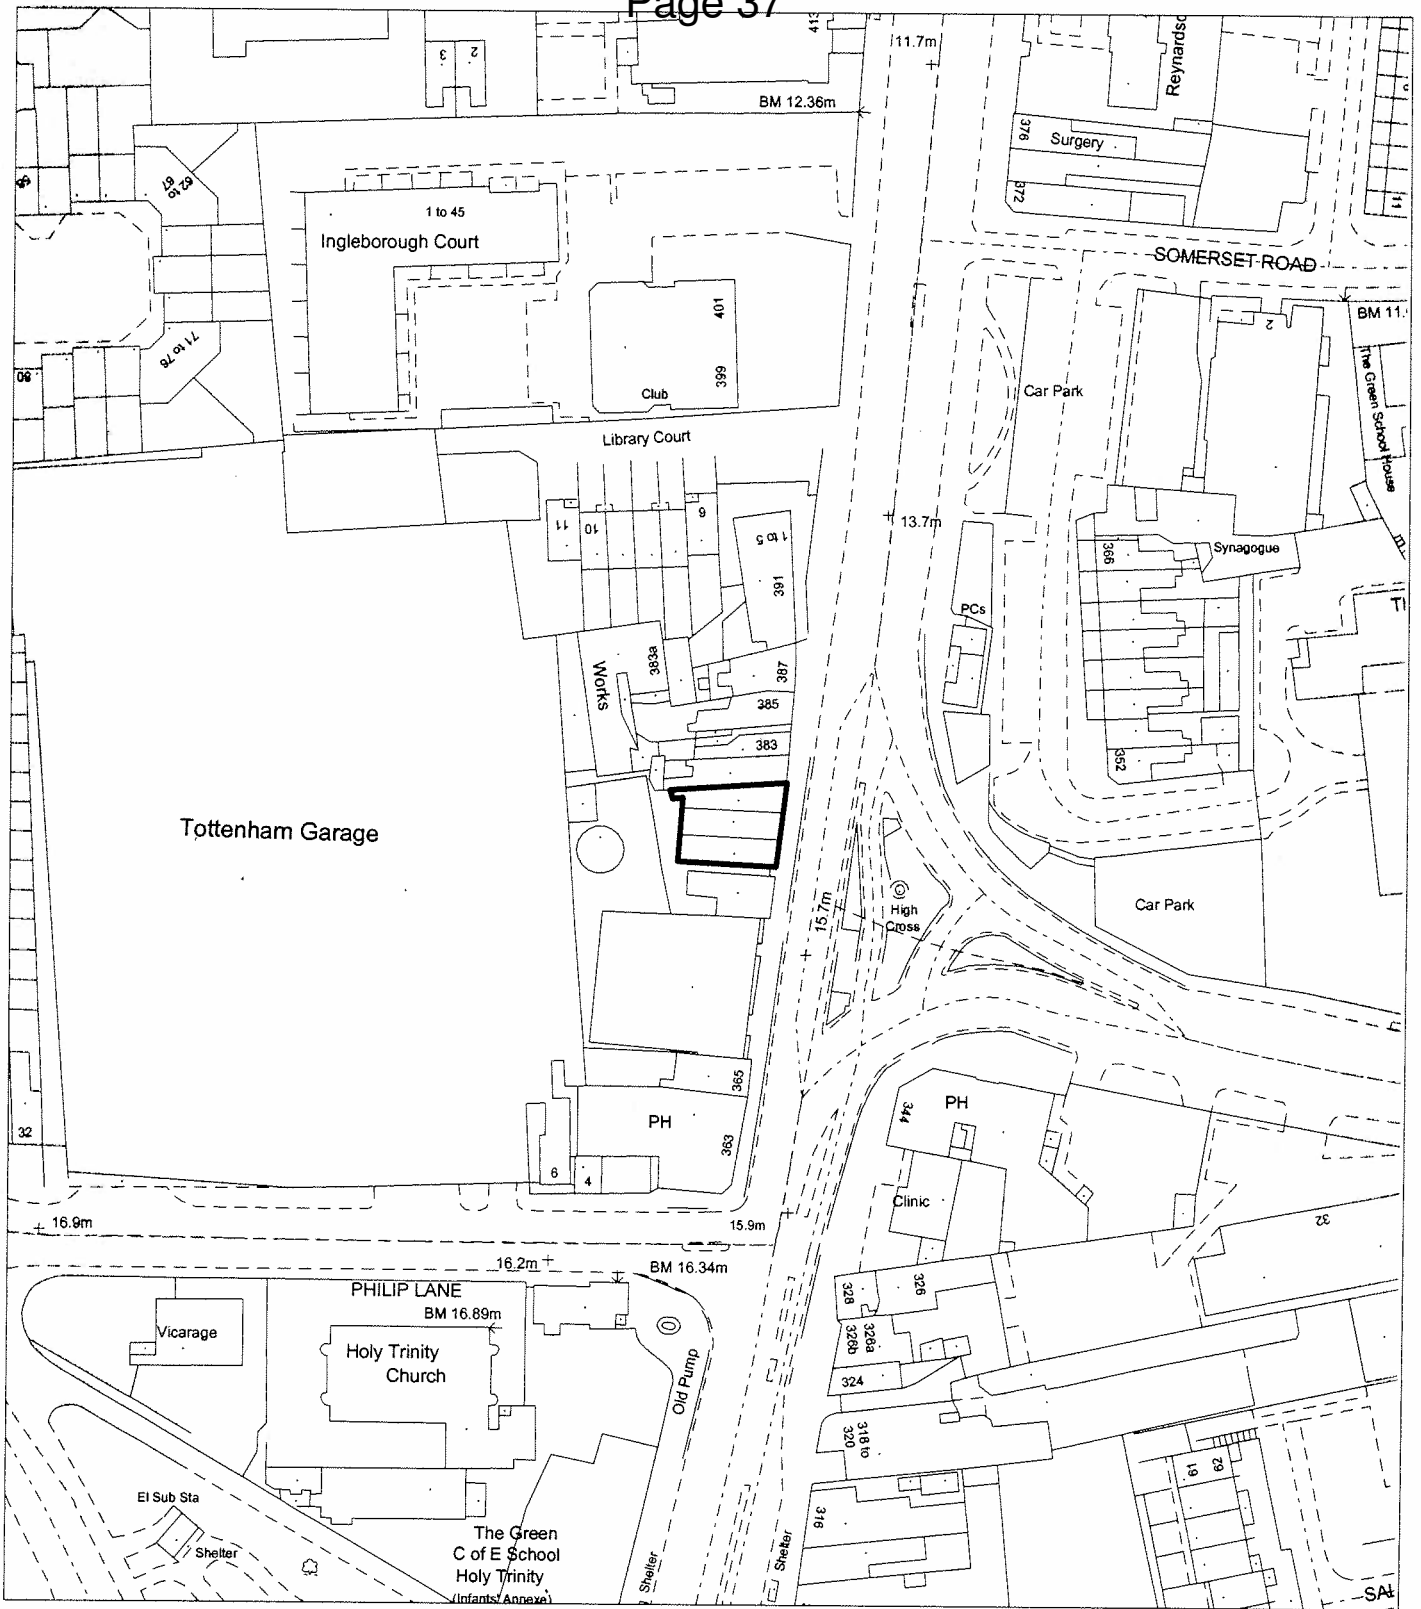 Page 37
413
11.7m
Reynardso
3
2
BM 12.36m
376
Surgery
372
62 to
67
1 to 45
Ingleborough Court
SOMERSET ROAD
11
BM 11.
401
399
Club
2
71 to 76
80
Car Park
The Green School House
Library Court
11
10
9
1 to 5
391
13.7m
366
Synagogue
PCs
Works
383a
387
385
383
352
Tottenham Garage
15.7m
High
Cross
Car Park
365
PH
363
344
PH
32
6
4
Clinic
16.9m
15.9m
16.2m
BM 16.34m
32
PHILIP LANE
BM 16.89m
328
326
Vicarage
Holy Trinity
Church
326b
326a
324
Old Pump
318 to
320
61
62
El Sub Sta
Shelter
316
The Green
C of E School
Holy Trinity
(Infants' Annexe)
Shelter
Shelter